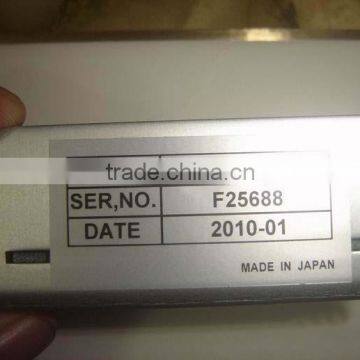 trade.china.cn
SER,NO. F25688
DATE 2010-01
MADE IN JAPAN